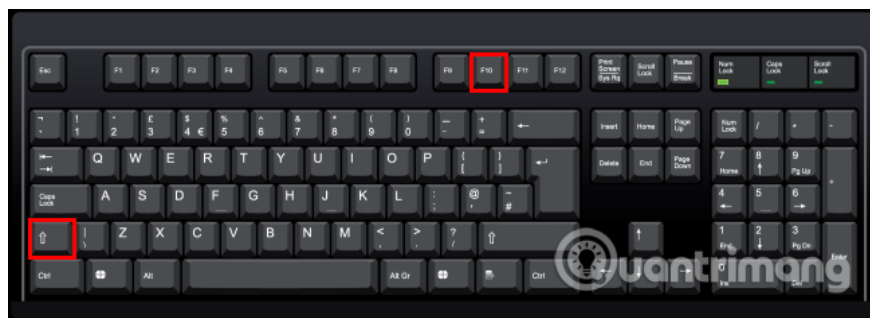 Esc F1 F2 F3 F4 F5 F6 F7 F8 F9 F10 F11 F12 Print Screen Sys Rq Scroll Lock Pause Break Num Lock Caps Lock Scroll Lock
! " £ $ % ^ & * ( ) _ +
1 2 3 4 € 5 6 7 8 9 0 - = Insert Home Page Up Num Lock / * -
Q W E R T Y U I O P { [ } ] Delete End Page Down 7 Home 8 9 Pg Up +
Caps Lock A S D F G H J K L : ; @ ' ~ # 4 5 6
| \ Z X C V B N M < , > . ? / 1 End 2 3 Pg Dn Enter
Ctrl Alt Alt Gr Ctrl 0 Ins Del
uantrimang